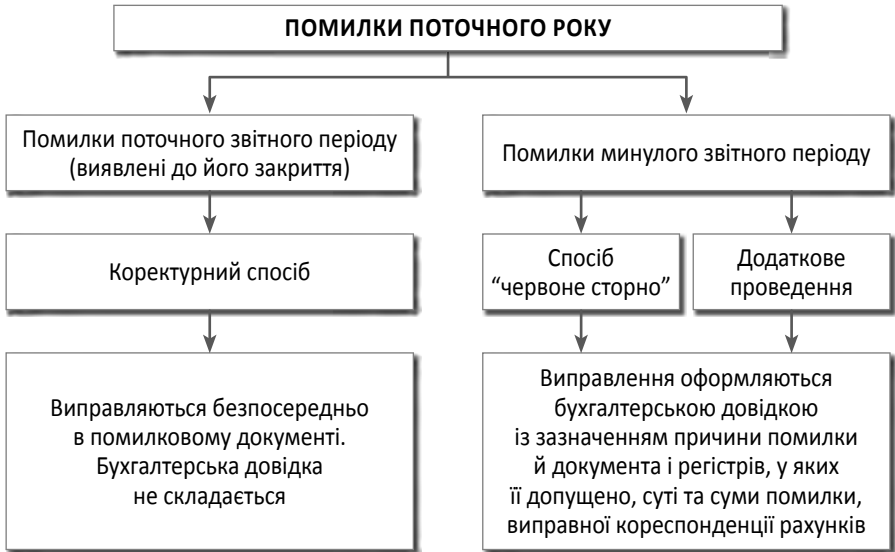 ПОМИЛКИ ПОТОЧНОГО РОКУ
Помилки поточного звітного періоду
(виявлені до його закриття)
Помилки минулого звітного періоду
Коректурний спосіб
Спосіб
“червоне сторно”
Додаткове
проведення
Виправляються безпосередньо
в помилковому документі.
Бухгалтерська довідка
не складається
Виправлення оформляються
бухгалтерською довідкою
із зазначенням причини помилки
й документа і регістрів, у яких
її допущено, суті та суми помилки,
виправної кореспонденції рахунків